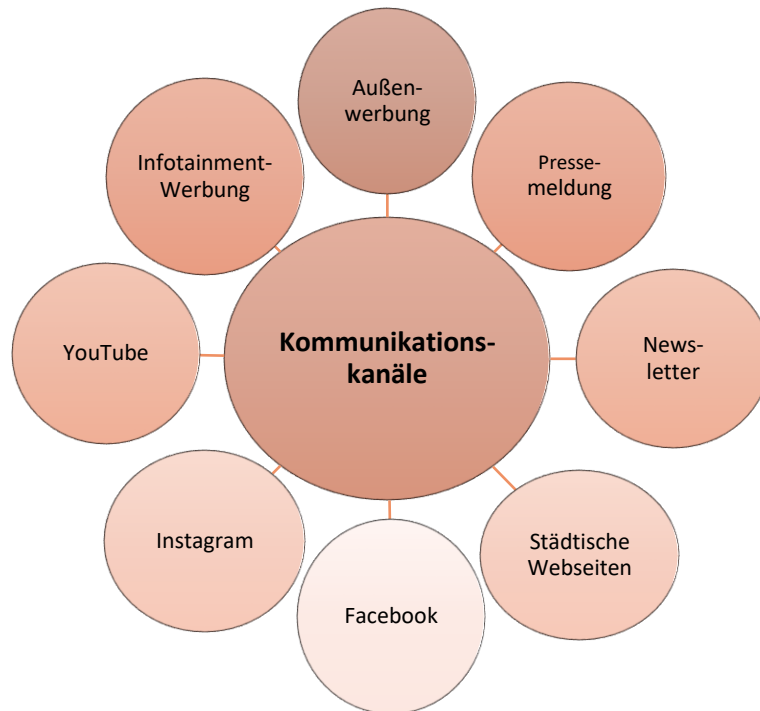 Außen-
werbung
Presse-
meldung
News-
letter
Städtische
Webseiten
Facebook
Instagram
YouTube
Infotainment-
Werbung
Kommunikations-
kanäle